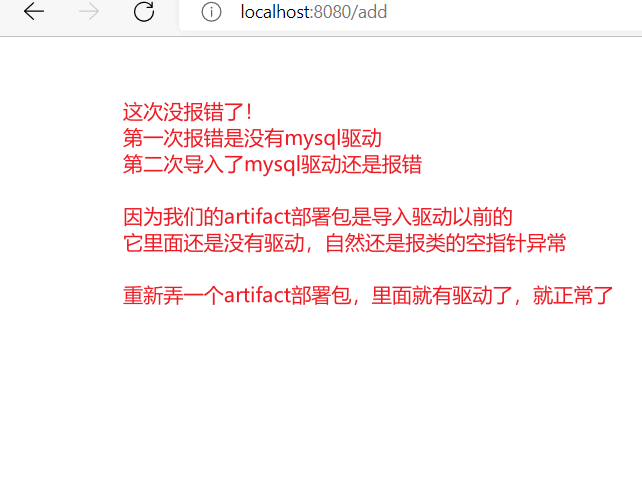 localhost:8080/add
这次没报错了!
第一次报错是没有mysql驱动
第二次导入了mysql驱动还是报错
因为我们的artifact部署包是导入驱动以前的
它里面还是没有驱动，自然还是报类的空指针异常
重新弄一个artifact部署包，里面就有驱动了，就正常了